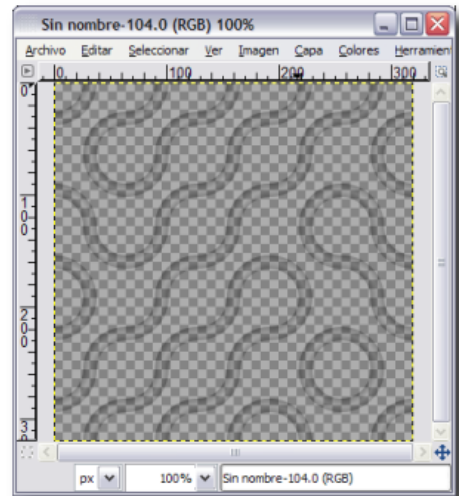 Sin nombre-104.0 (RGB) 100%
Archivo Editar Seleccionar Ver Imagen Capa Colores Herramien
0 100 200 300
0
100
200
3
px 100% Sin nombre-104.0 (RGB)